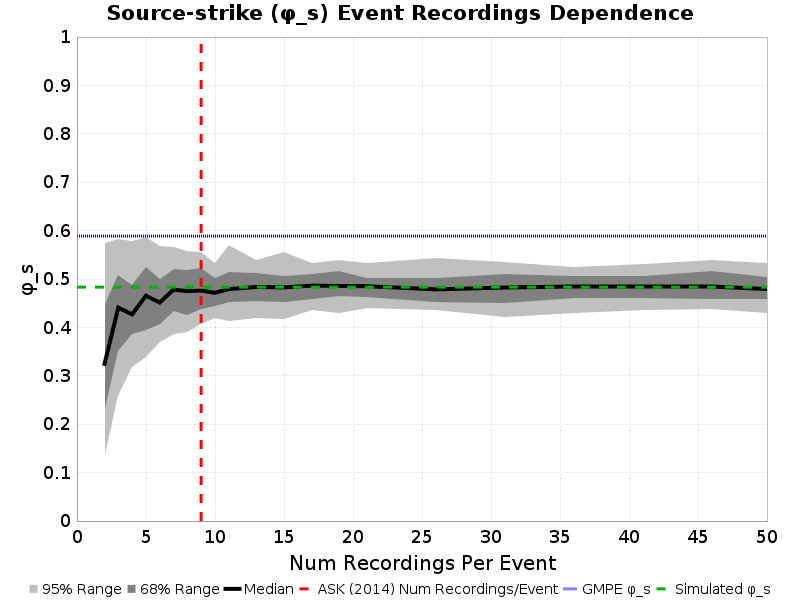 Source-strike (φ_s) Event Recordings Dependence
1
0.9
0.8
0.7
0.6
0.5
0.4
0.3
0.2
0.1
0
φ_s
0 5 10 15 20 25 30 35 40 45 50
Num Recordings Per Event
95% Range 68% Range Median ASK (2014) Num Recordings/Event GMPE φ_s Simulated φ_s